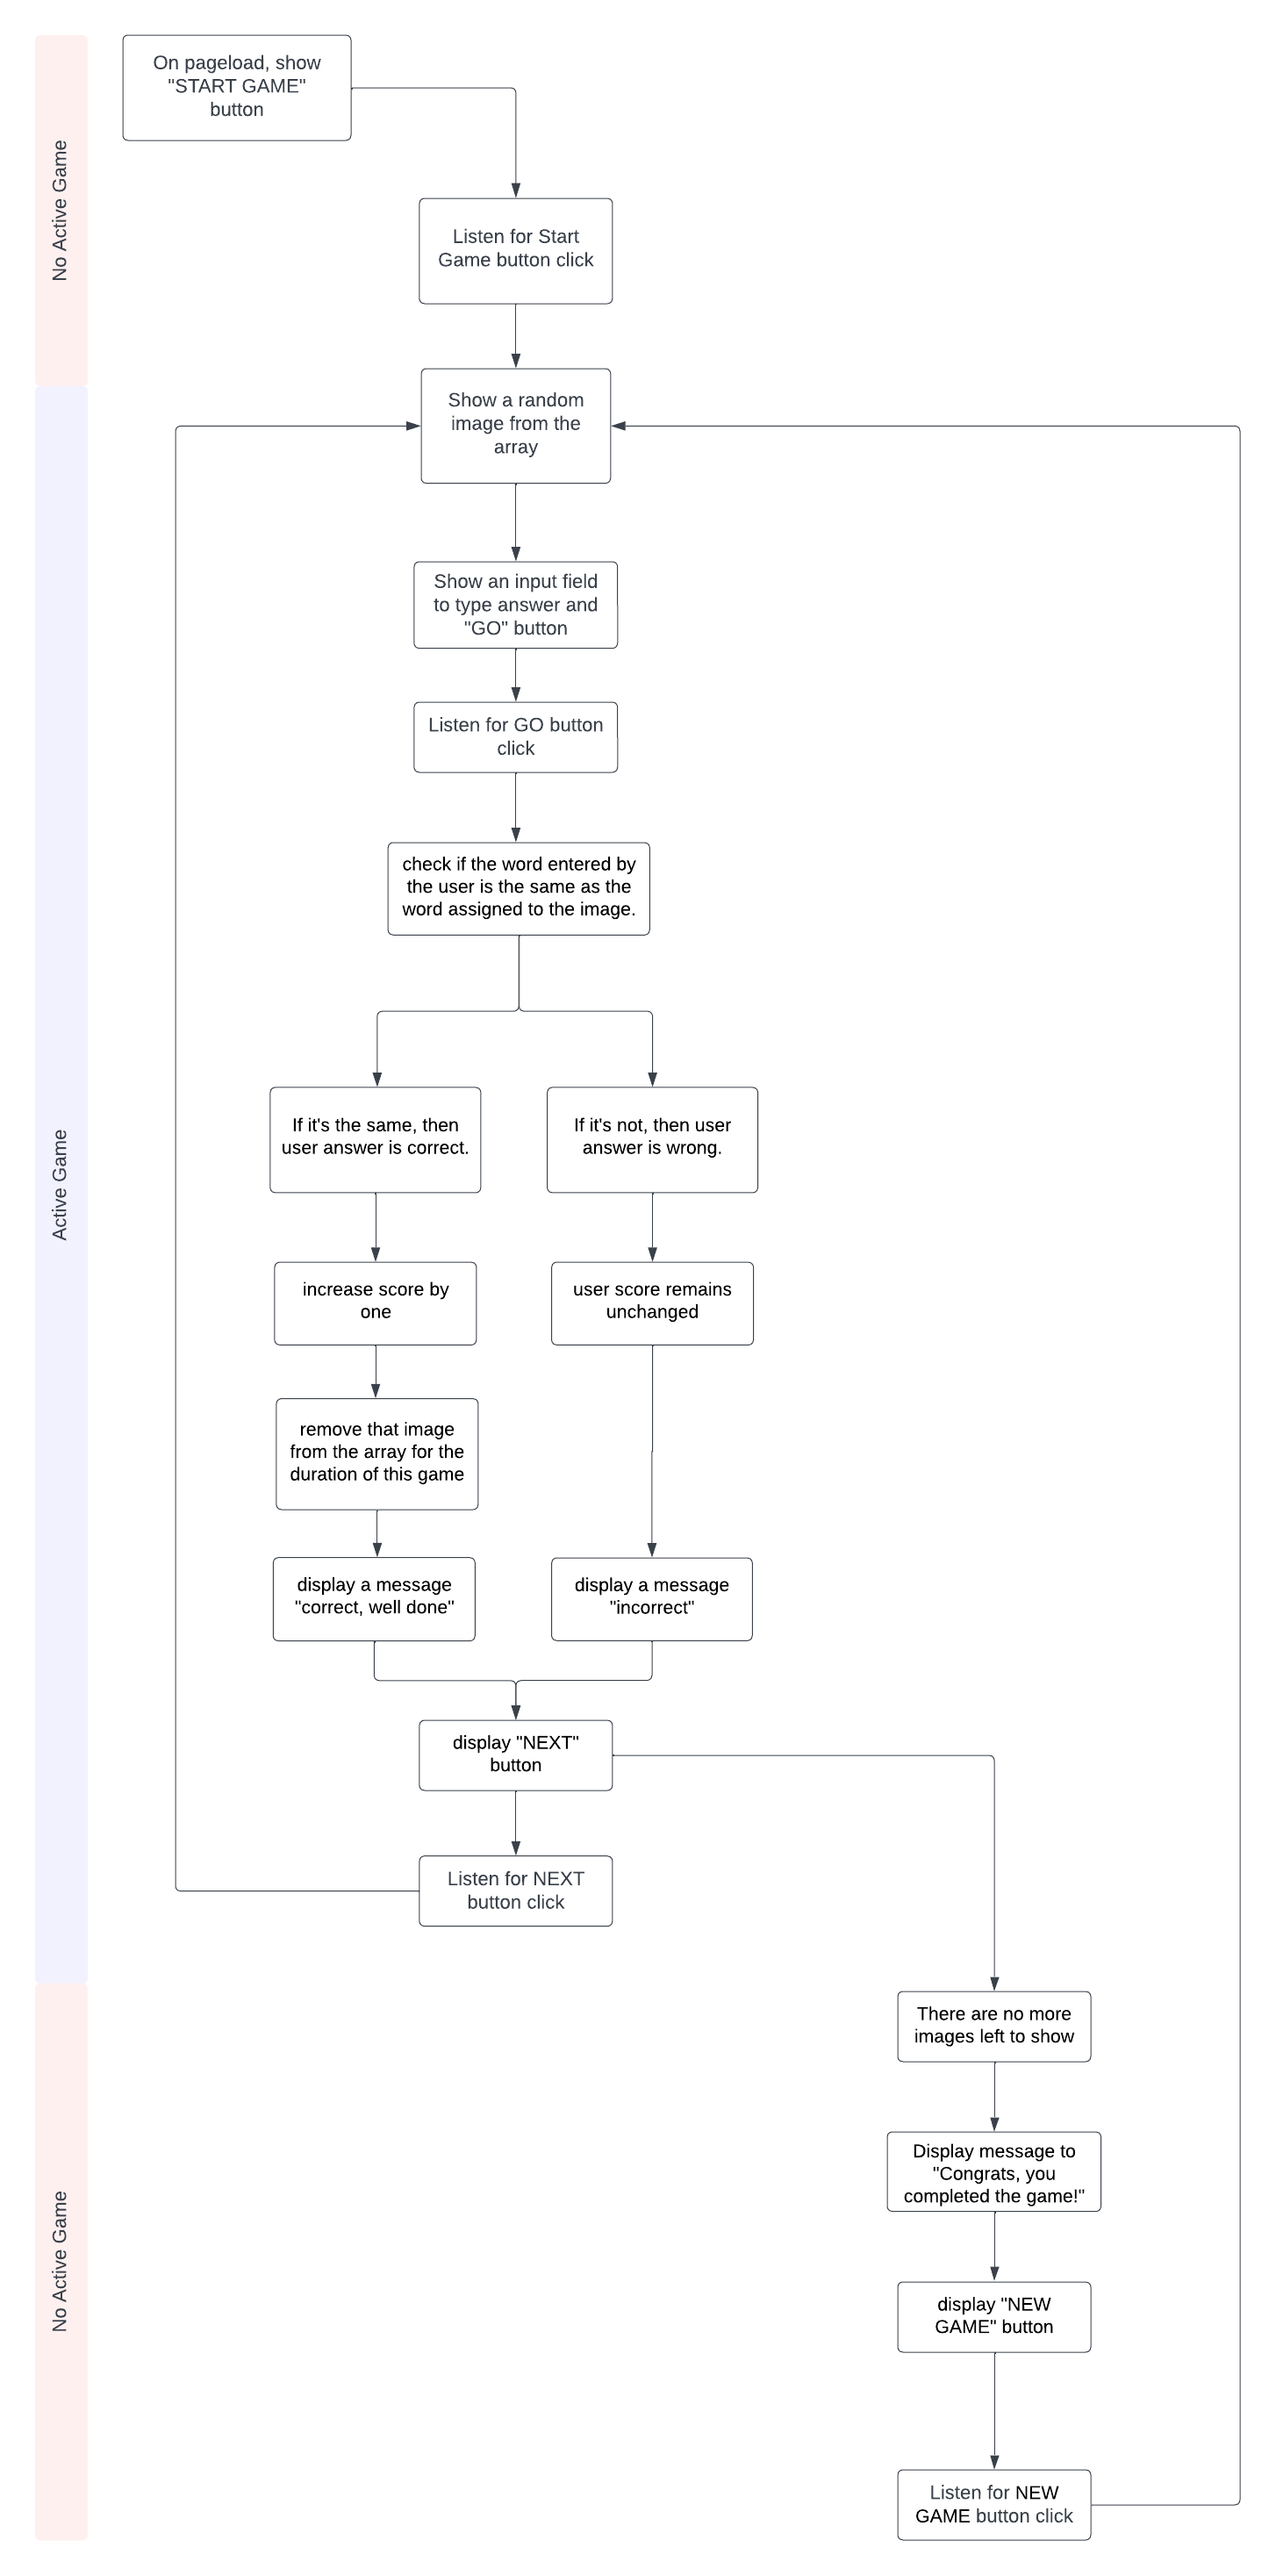 No Active Game
On pageload, show
"START GAME"
button
Listen for Start
Game button click
Active Game
Show a random
image from the
array
Show an input field
to type answer and
"GO" button
Listen for GO button
click
check if the word entered by
the user is the same as the
word assigned to the image.
If it's the same, then
user answer is correct.
If it's not, then user
answer is wrong.
increase score by
one
user score remains
unchanged
remove that image
from the array for the
duration of this game
display a message
"correct, well done"
display a message
"incorrect"
display "NEXT"
button
Listen for NEXT
button click
No Active Game
There are no more
images left to show
Display message to
"Congrats, you
completed the game!"
display "NEW
GAME" button
Listen for NEW
GAME button click